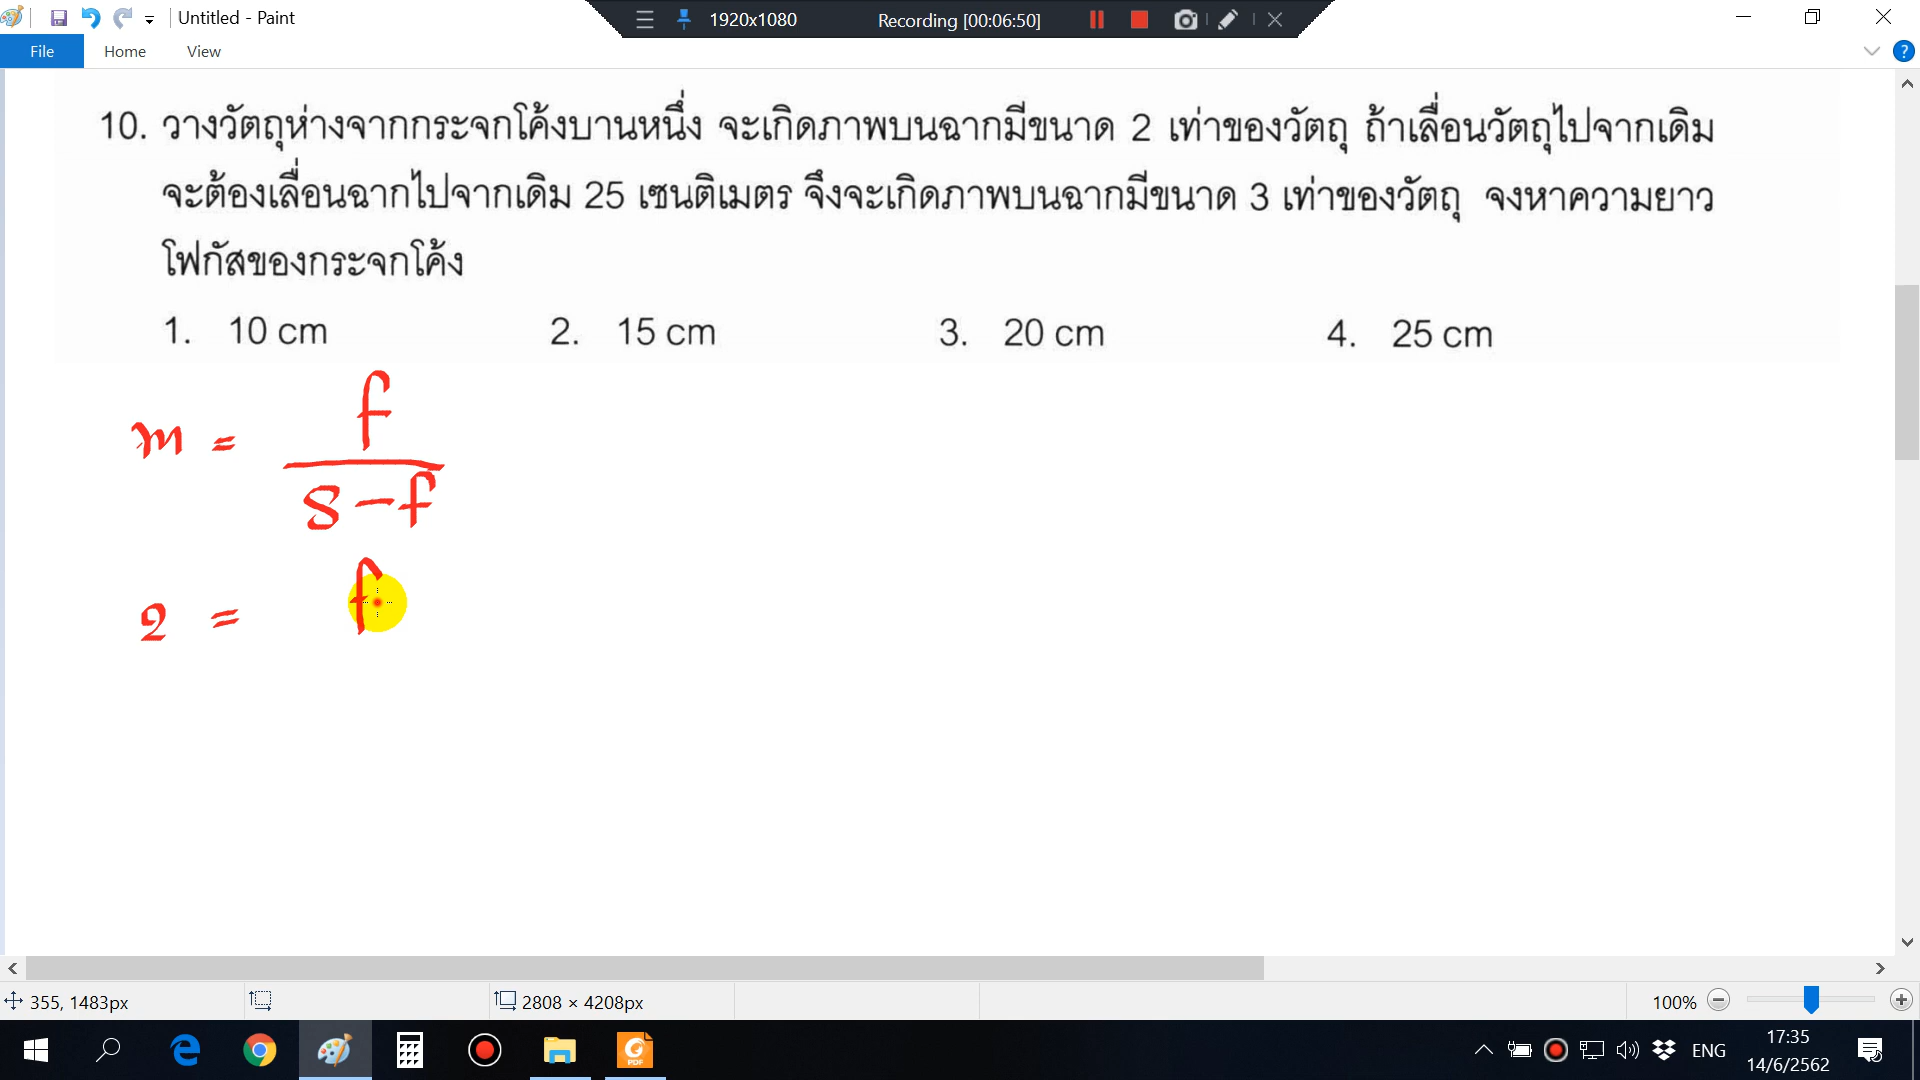 Untitled - Paint
1920x1080
Recording [00:06:50]
File Home View
10. วางวัตถุห่างจากกระจกโค้งบานหนึ่ง จะเกิดภาพบนฉากมีขนาด 2 เท่าของวัตถุ ถ้าเลื่อนวัตถุไปจากเดิม
จะต้องเลื่อนฉากไปจากเดิม 25 เซนติเมตร จึงจะเกิดภาพบนฉากมีขนาด 3 เท่าของวัตถุ จงหาความยาว
โฟกัสของกระจกโค้ง
1. 10 cm 2. 15 cm 3. 20 cm 4. 25 cm
m = f
s - f
2 = f
355, 1483px
2808 × 4208px
100%
PDF
ENG
17:35
14/6/2562